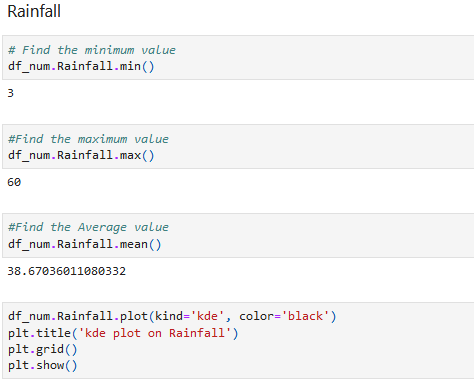 Rainfall
# Find the minimum value
df_num.Rainfall.min()
3
#Find the maximum value
df_num.Rainfall.max()
60
#Find the Average value
df_num.Rainfall.mean()
38.67036011080332
df_num.Rainfall.plot(kind='kde', color='black')
plt.title('kde plot on Rainfall')
plt.grid()
plt.show()